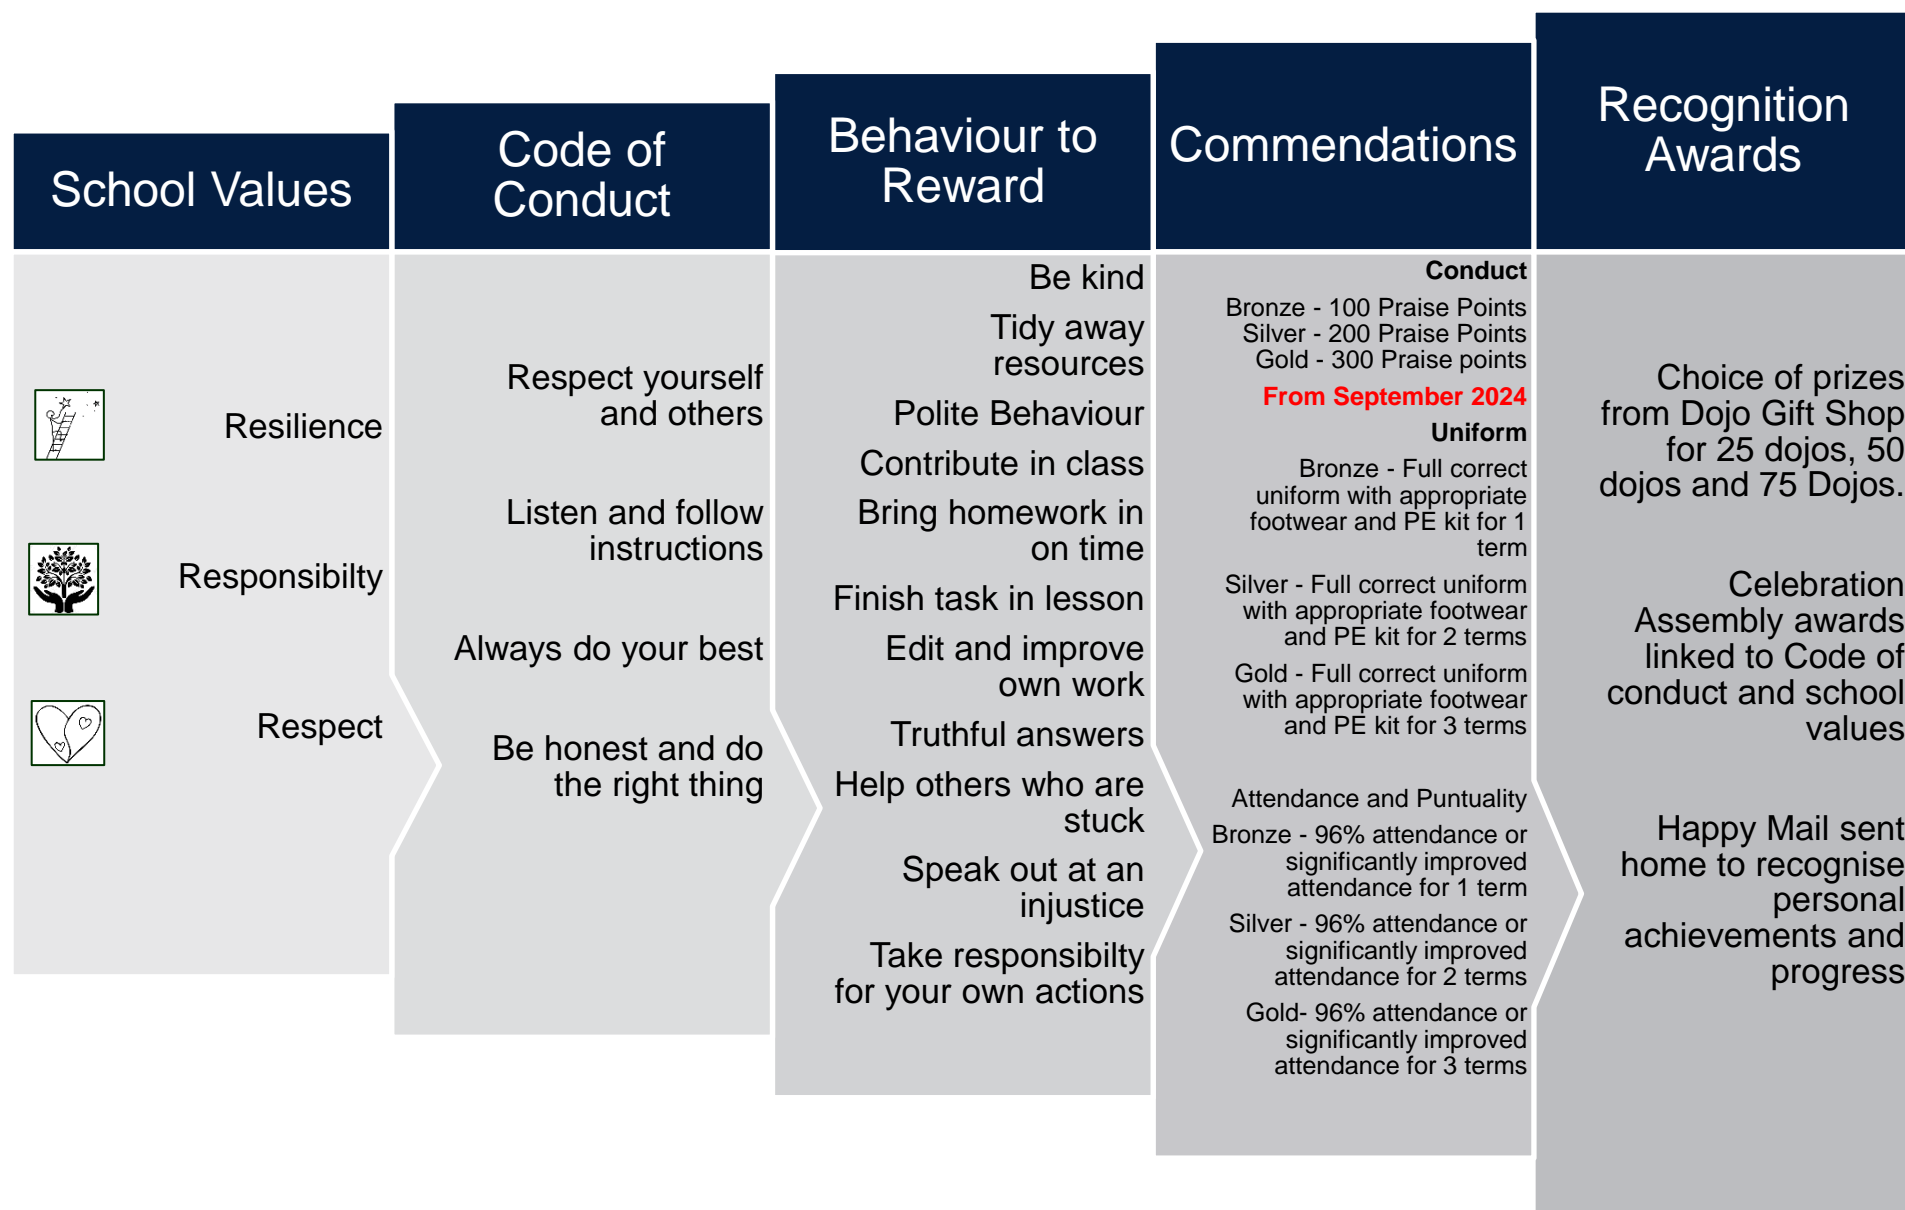 School Values
Resilience
Responsibilty
Respect
Code of
Conduct
Respect yourself
and others
Listen and follow
instructions
Always do your best
Be honest and do
the right thing
Behaviour to
Reward
Be kind
Tidy away
resources
Polite Behaviour
Contribute in class
Bring homework in
on time
Finish task in lesson
Edit and improve
own work
Truthful answers
Help others who are
stuck
Speak out at an
injustice
Take responsibilty
for your own actions
Commendations
Conduct
Bronze - 100 Praise Points
Silver - 200 Praise Points
Gold - 300 Praise points
From September 2024
Uniform
Bronze - Full correct
uniform with appropriate
footwear and PE kit for 1
term
Silver - Full correct uniform
with appropriate footwear
and PE kit for 2 terms
Gold - Full correct uniform
with appropriate footwear
and PE kit for 3 terms
Attendance and Puntuality
Bronze - 96% attendance or
significantly improved
attendance for 1 term
Silver - 96% attendance or
significantly improved
attendance for 2 terms
Gold- 96% attendance or
significantly improved
attendance for 3 terms
Recognition
Awards
Choice of prizes
from Dojo Gift Shop
for 25 dojos, 50
dojos and 75 Dojos.
Celebration
Assembly awards
linked to Code of
conduct and school
values
Happy Mail sent
home to recognise
personal
achievements and
progress